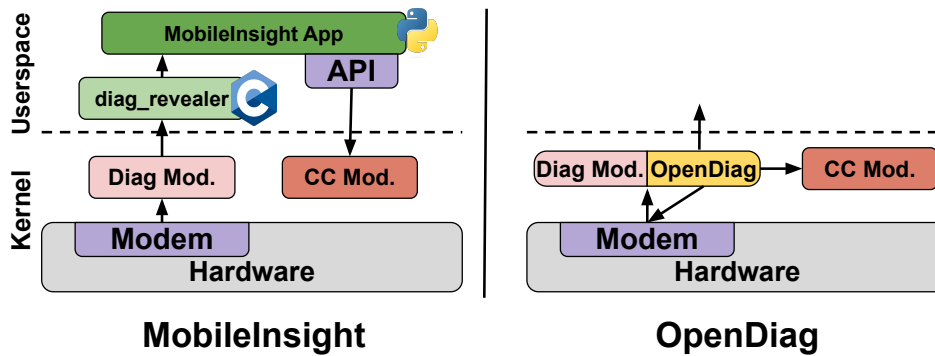 Userspace
MobileInsight App
API
diag_revealer
C
Kernel
Diag Mod.
CC Mod.
Modem
Hardware
MobileInsight
Diag Mod.
OpenDiag
CC Mod.
Modem
Hardware
OpenDiag